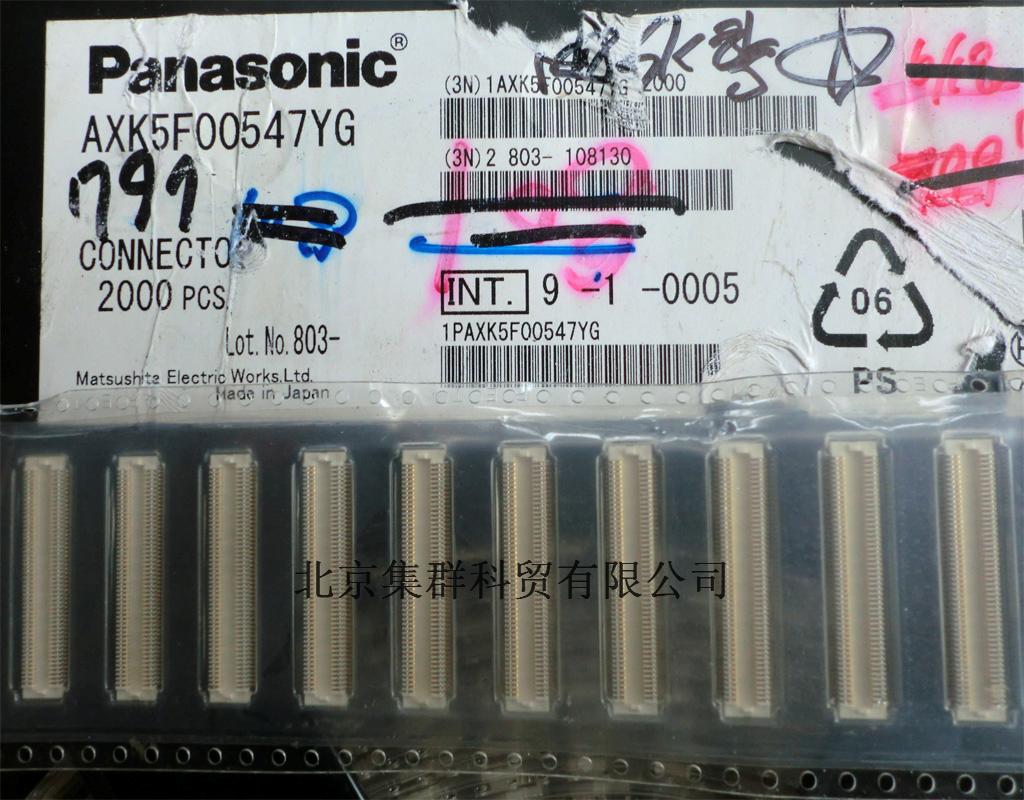 Panasonic®
AXK5F00547YG
799
CONNECTO
2000 PCS
Lot. No. 803-
Matsushita Electric Works, Ltd.
Made in Japan
(3N) 1AXK5F00547YG 2000
(3N) 2 803- 108130
INT. 9 -1 -0005
1PAXK5F00547YG
06
PS
北京集群科贸有限公司